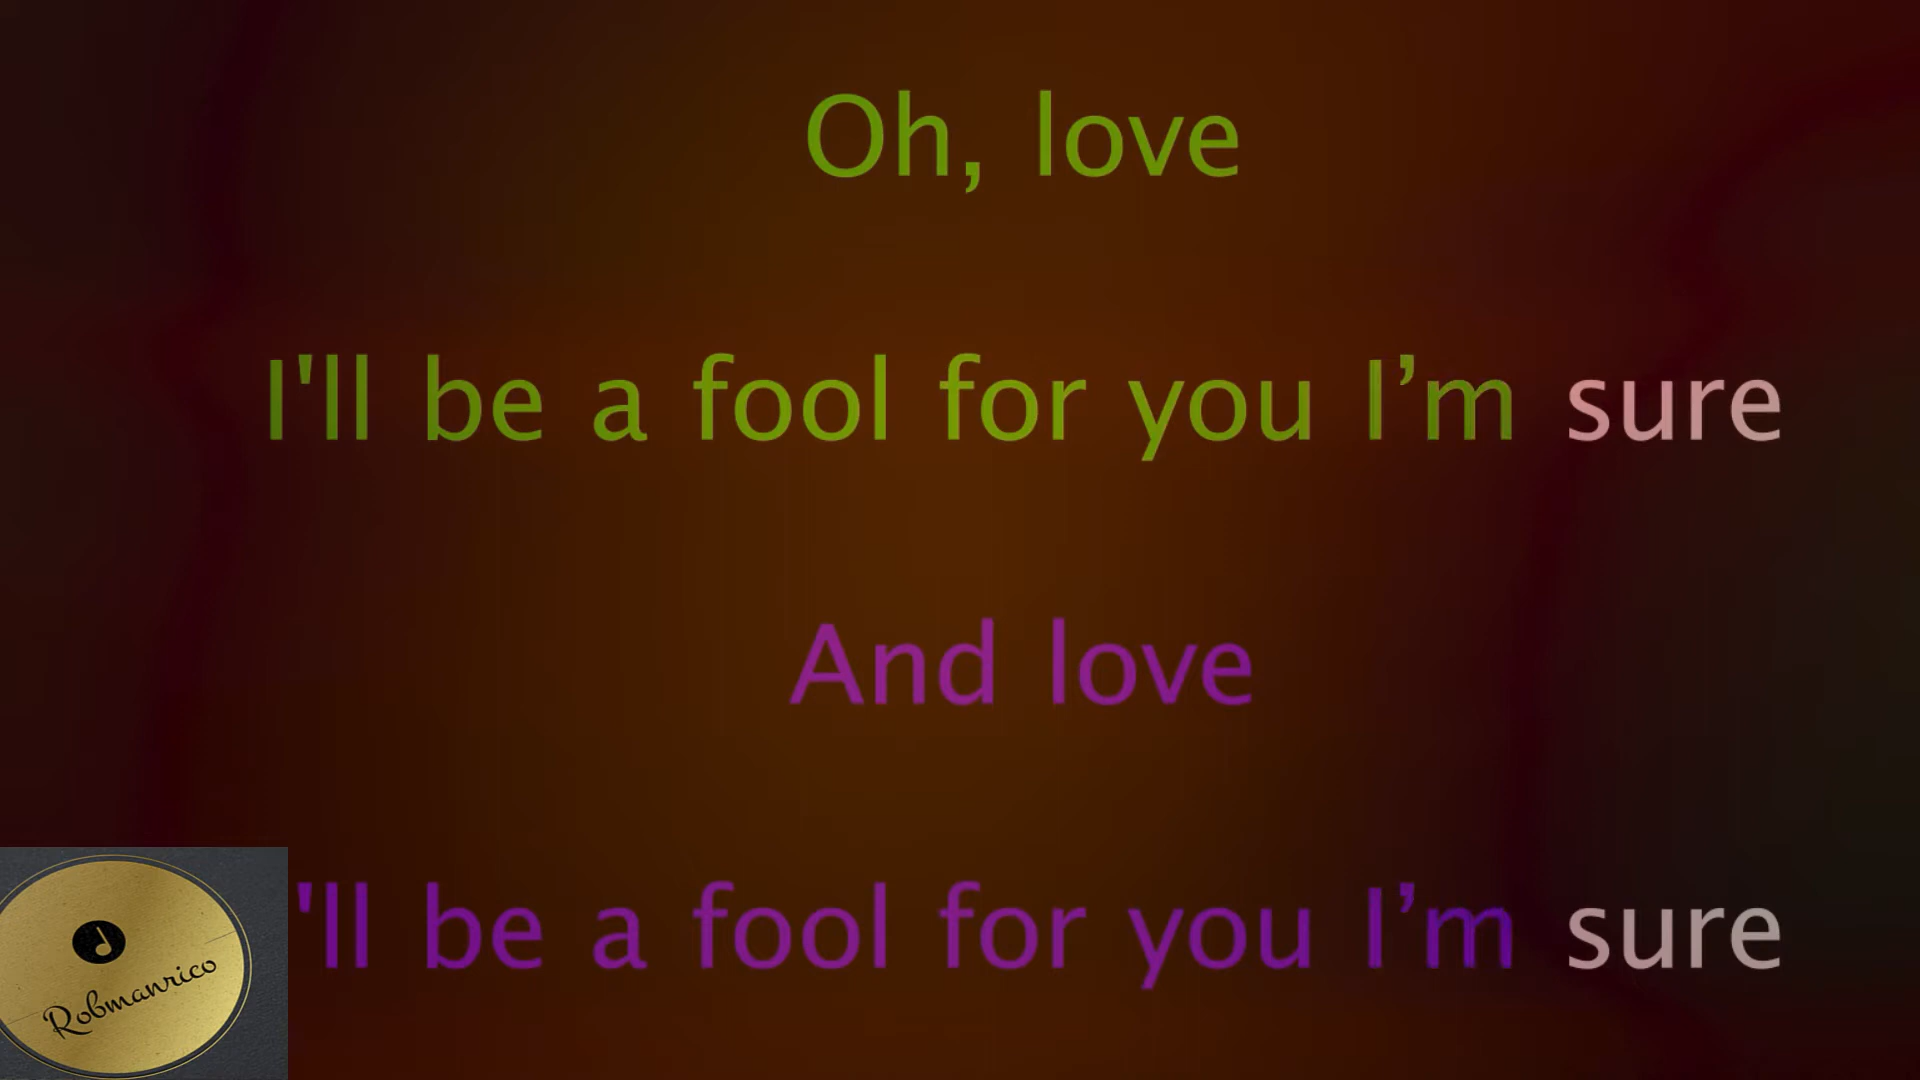 Oh, love
I'll be a fool for you I’m sure
And love
'll be a fool for you I’m sure
Robmanrico